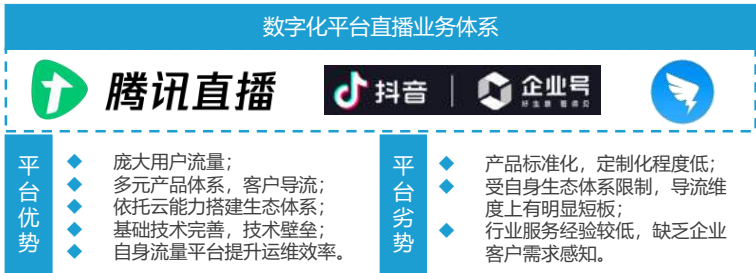 数字化平台直播业务体系
腾讯直播
抖音 | 企业号
好生意 看得见
平台优势
庞大用户流量；
多元产品体系，客户导流；
依托云能力搭建生态体系；
基础技术完善，技术壁垒；
自身流量平台提升运维效率。
平台劣势
产品标准化，定制化程度低；
受自身生态体系限制，导流维
度上有明显短板；
行业服务经验较低，缺乏企业
客户需求感知。